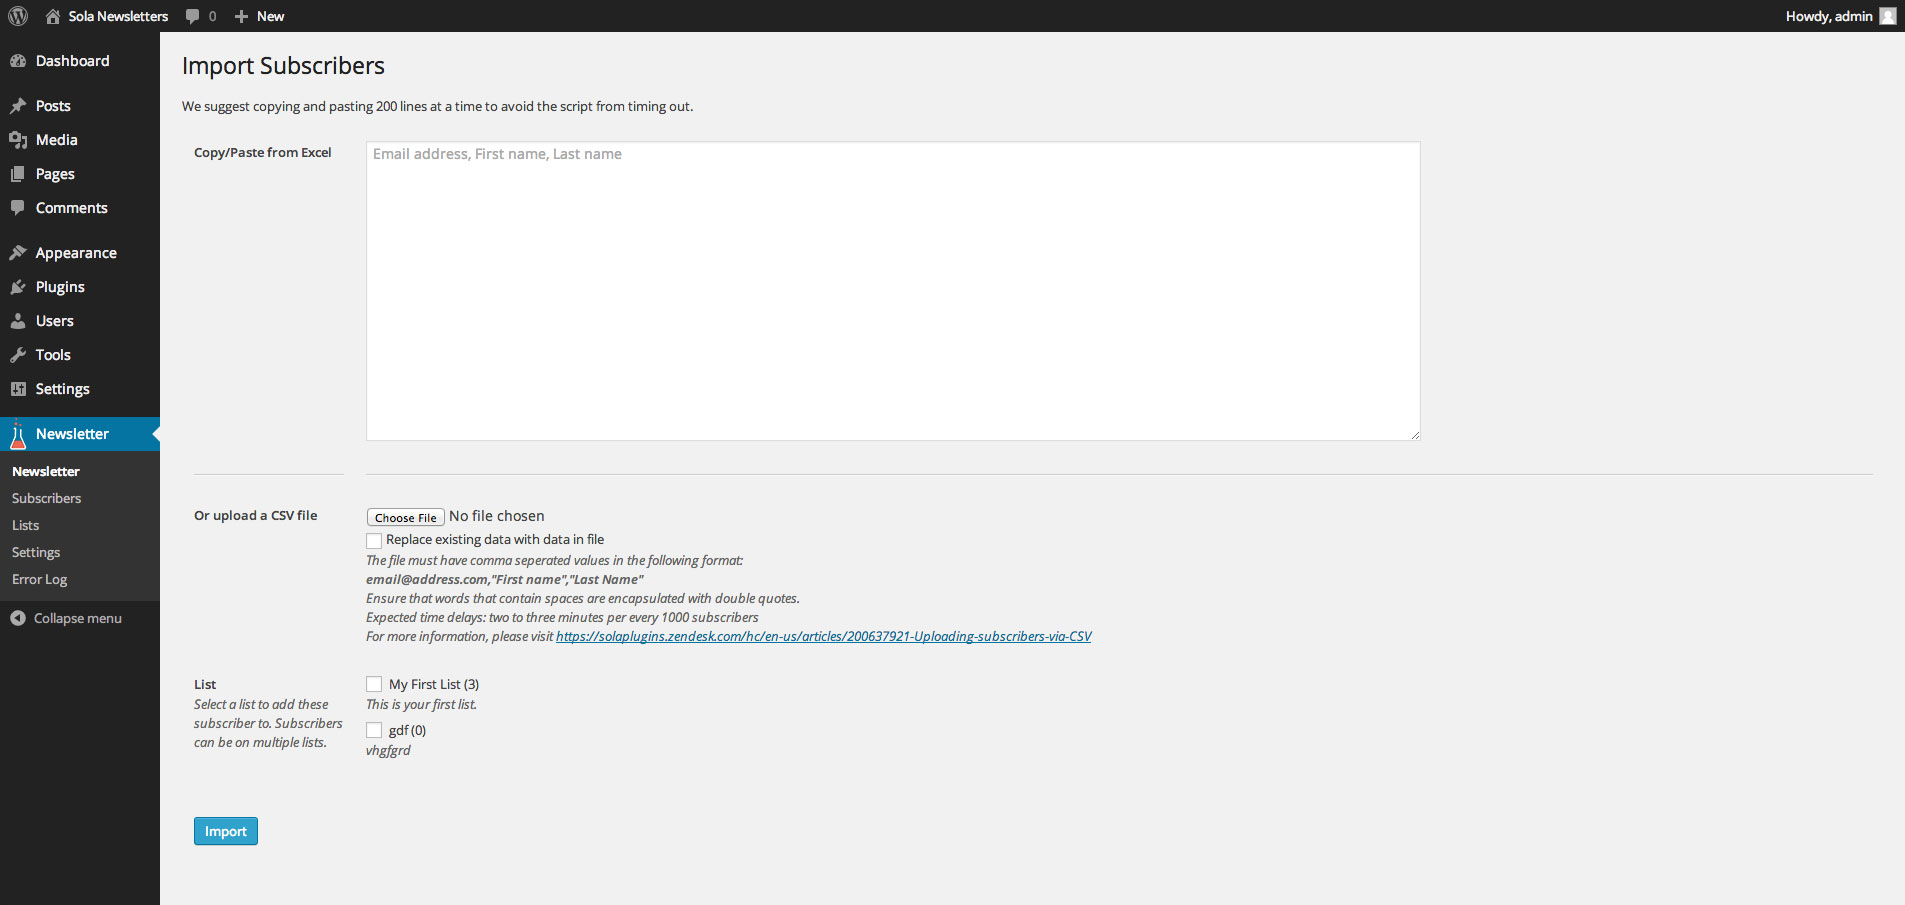 Sola Newsletters 0 New Howdy, admin
Dashboard
Posts
Media
Pages
Comments
Appearance
Plugins
Users
Tools
Settings
Newsletter
Newsletter
Subscribers
Lists
Settings
Error Log
Collapse menu
Import Subscribers
We suggest copying and pasting 200 lines at a time to avoid the script from timing out.
Copy/Paste from Excel
Email address, First name, Last name
Or upload a CSV file
Choose File No file chosen
Replace existing data with data in file
The file must have comma seperated values in the following format:
email@address.com,"First name","Last Name"
Ensure that words that contain spaces are encapsulated with double quotes.
Expected time delays: two to three minutes per every 1000 subscribers
For more information, please visit https://solaplugins.zendesk.com/hc/en-us/articles/200637921-Uploading-subscribers-via-CSV
List
Select a list to add these
subscriber to. Subscribers
can be on multiple lists.
My First List (3)
This is your first list.
gdf (0)
vhgfgrd
Import